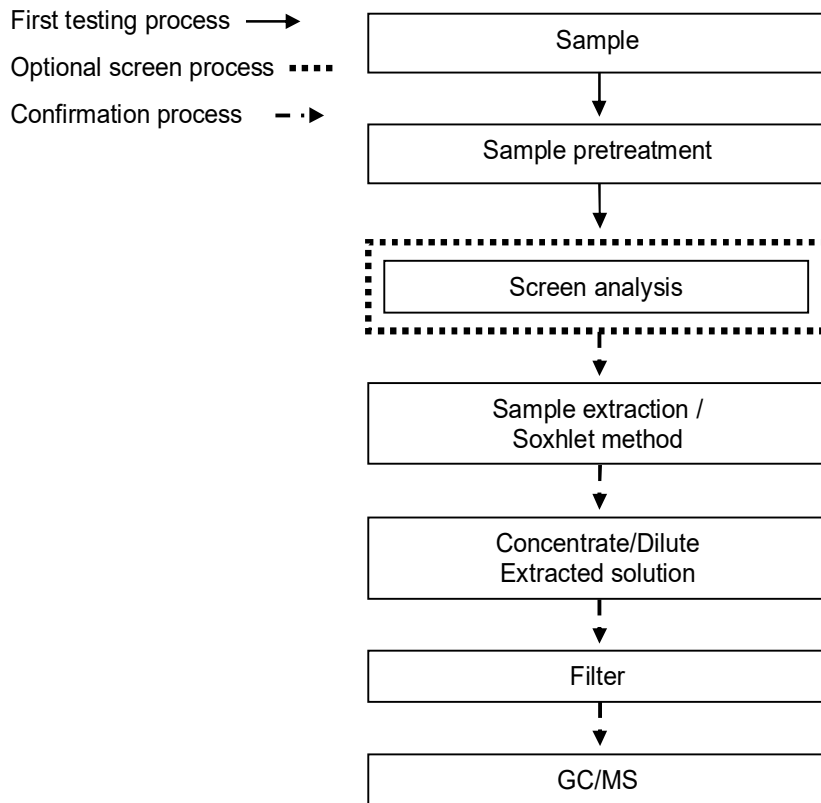 First testing process
Optional screen process
Confirmation process
Sample
Sample pretreatment
Screen analysis
Sample extraction /
Soxhlet method
Concentrate/Dilute
Extracted solution
Filter
GC/MS